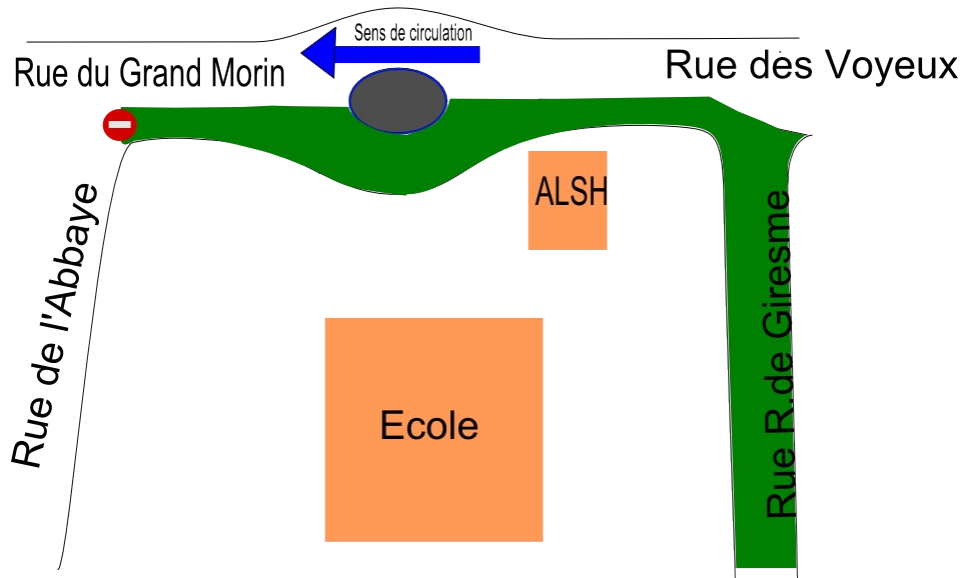 Sens de circulation
Rue du Grand Morin
Rue des Voyeux
ALSH
Rue de l'Abbaye
Rue R.de Giresme
Ecole